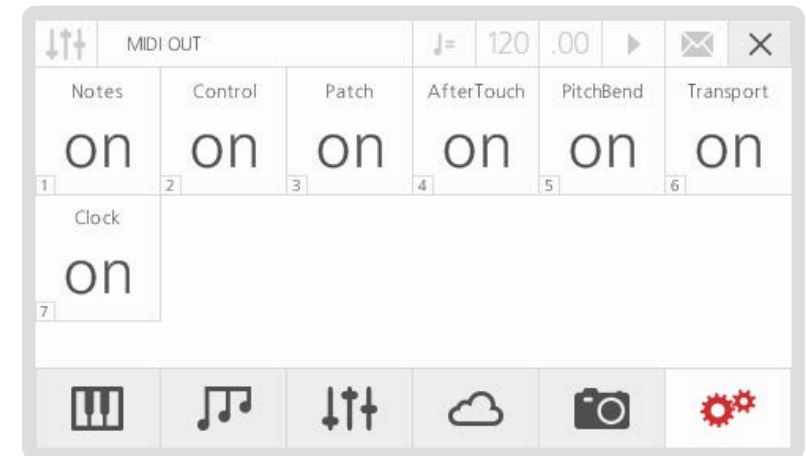 MIDI OUT ♩= 120 .00
Notes Control Patch AfterTouch PitchBend Transport
on on on on on on
1 2 3 4 5 6
Clock
on
7